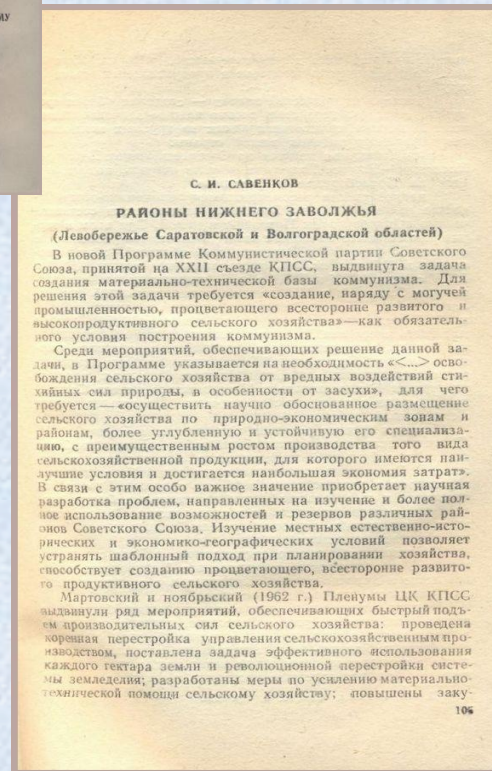 МУ
С. И. САВЕНКОВ
РАЙОНЫ НИЖНЕГО ЗАВОЛЖЬЯ
(Левобережье Саратовской и Волгоградской областей)
В новой Программе Коммунистической партии Советского
Союза, принятой на XXII съезде КПСС, выдвинута задача
создания материально-технической базы коммунизма. Для
решения этой задачи требуется «создание, наряду с могучей
промышленностью, процветающего всесторонне развитого и
высокопродуктивного сельского хозяйства»—как обязатель-
ного условия построения коммунизма.
Среди мероприятий, обеспечивающих решение данной за-
дачи, в Программе указывается на необходимость «<...> осво-
бождения сельского хозяйства от вредных воздействий сти-
хийных сил природы, в особенности от засухи», для чего
требуется—«осуществить научно обоснованное размещение
сельского хозяйства по природно-экономическим зонам и
районам, более углубленную и устойчивую его специализа-
цию, с преимущественным ростом производства того вида
сельскохозяйственной продукции, для которого имеются наи-
лучшие условия и достигается наибольшая экономия затрат».
В связи с этим особо важное значение приобретает научная
разработка проблем, направленных на изучение и более пол-
ное использование возможностей и резервов различных рай-
онов Советского Союза. Изучение местных естественно-исто-
рических и экономико-географических условий позволяет
устранять шаблонный подход при планировании хозяйства,
способствует созданию процветающего, всесторонне развито-
го продуктивного сельского хозяйства.
Мартовский и ноябрьский (1962 г.) Пленумы ЦК КПСС
выдвинули ряд мероприятий, обеспечивающих быстрый подъ-
ем производительных сил сельского хозяйства: проведена
коренная перестройка управления сельскохозяйственным про-
изводством, поставлена задача эффективного использования
каждого гектара земли и революционной перестройки систе-
мы земледелия; разработаны меры по усилению материально-
технической помощи сельскому хозяйству; повышены заку-
105